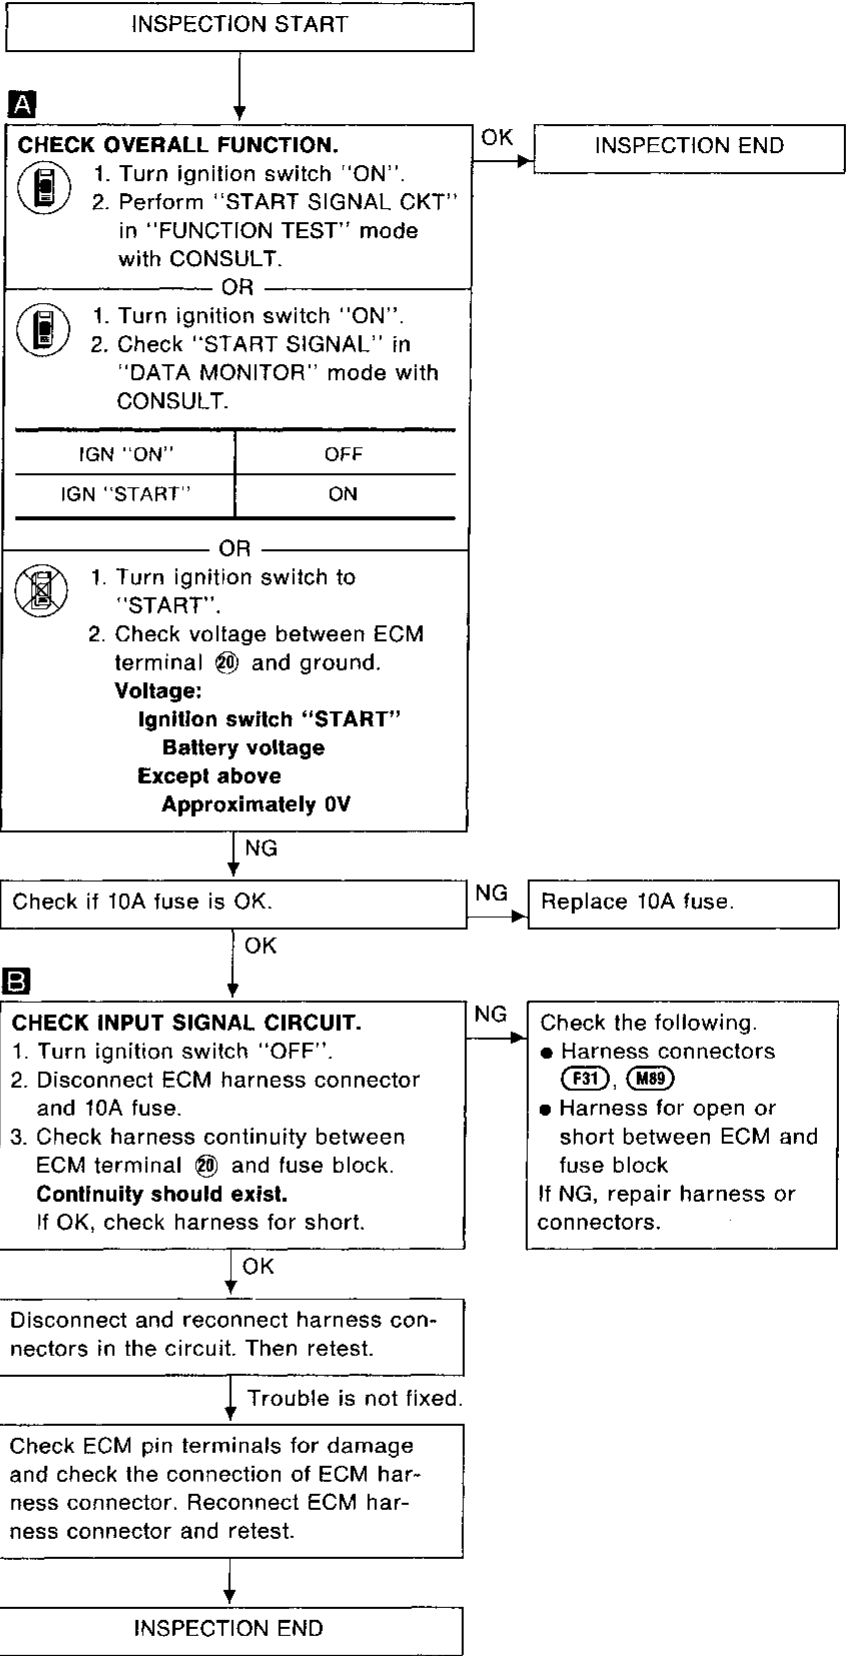 INSPECTION START
A
CHECK OVERALL FUNCTION.
1. Turn ignition switch "ON".
2. Perform "START SIGNAL CKT"
in "FUNCTION TEST" mode
with CONSULT.
OR
1. Turn ignition switch "ON".
2. Check "START SIGNAL" in
"DATA MONITOR" mode with
CONSULT.
IGN "ON" OFF
IGN "START" ON
OR
1. Turn ignition switch to
"START".
2. Check voltage between ECM
terminal ⑳ and ground.
Voltage:
Ignition switch "START"
Battery voltage
Except above
Approximately 0V
OK
INSPECTION END
NG
Check if 10A fuse is OK.
NG
Replace 10A fuse.
OK
B
CHECK INPUT SIGNAL CIRCUIT.
1. Turn ignition switch "OFF".
2. Disconnect ECM harness connector
and 10A fuse.
3. Check harness continuity between
ECM terminal ⑳ and fuse block.
Continuity should exist.
If OK, check harness for short.
NG
Check the following.
● Harness connectors
F31, M89
● Harness for open or
short between ECM and
fuse block
If NG, repair harness or
connectors.
OK
Disconnect and reconnect harness con-
nectors in the circuit. Then retest.
Trouble is not fixed.
Check ECM pin terminals for damage
and check the connection of ECM har-
ness connector. Reconnect ECM har-
ness connector and retest.
INSPECTION END